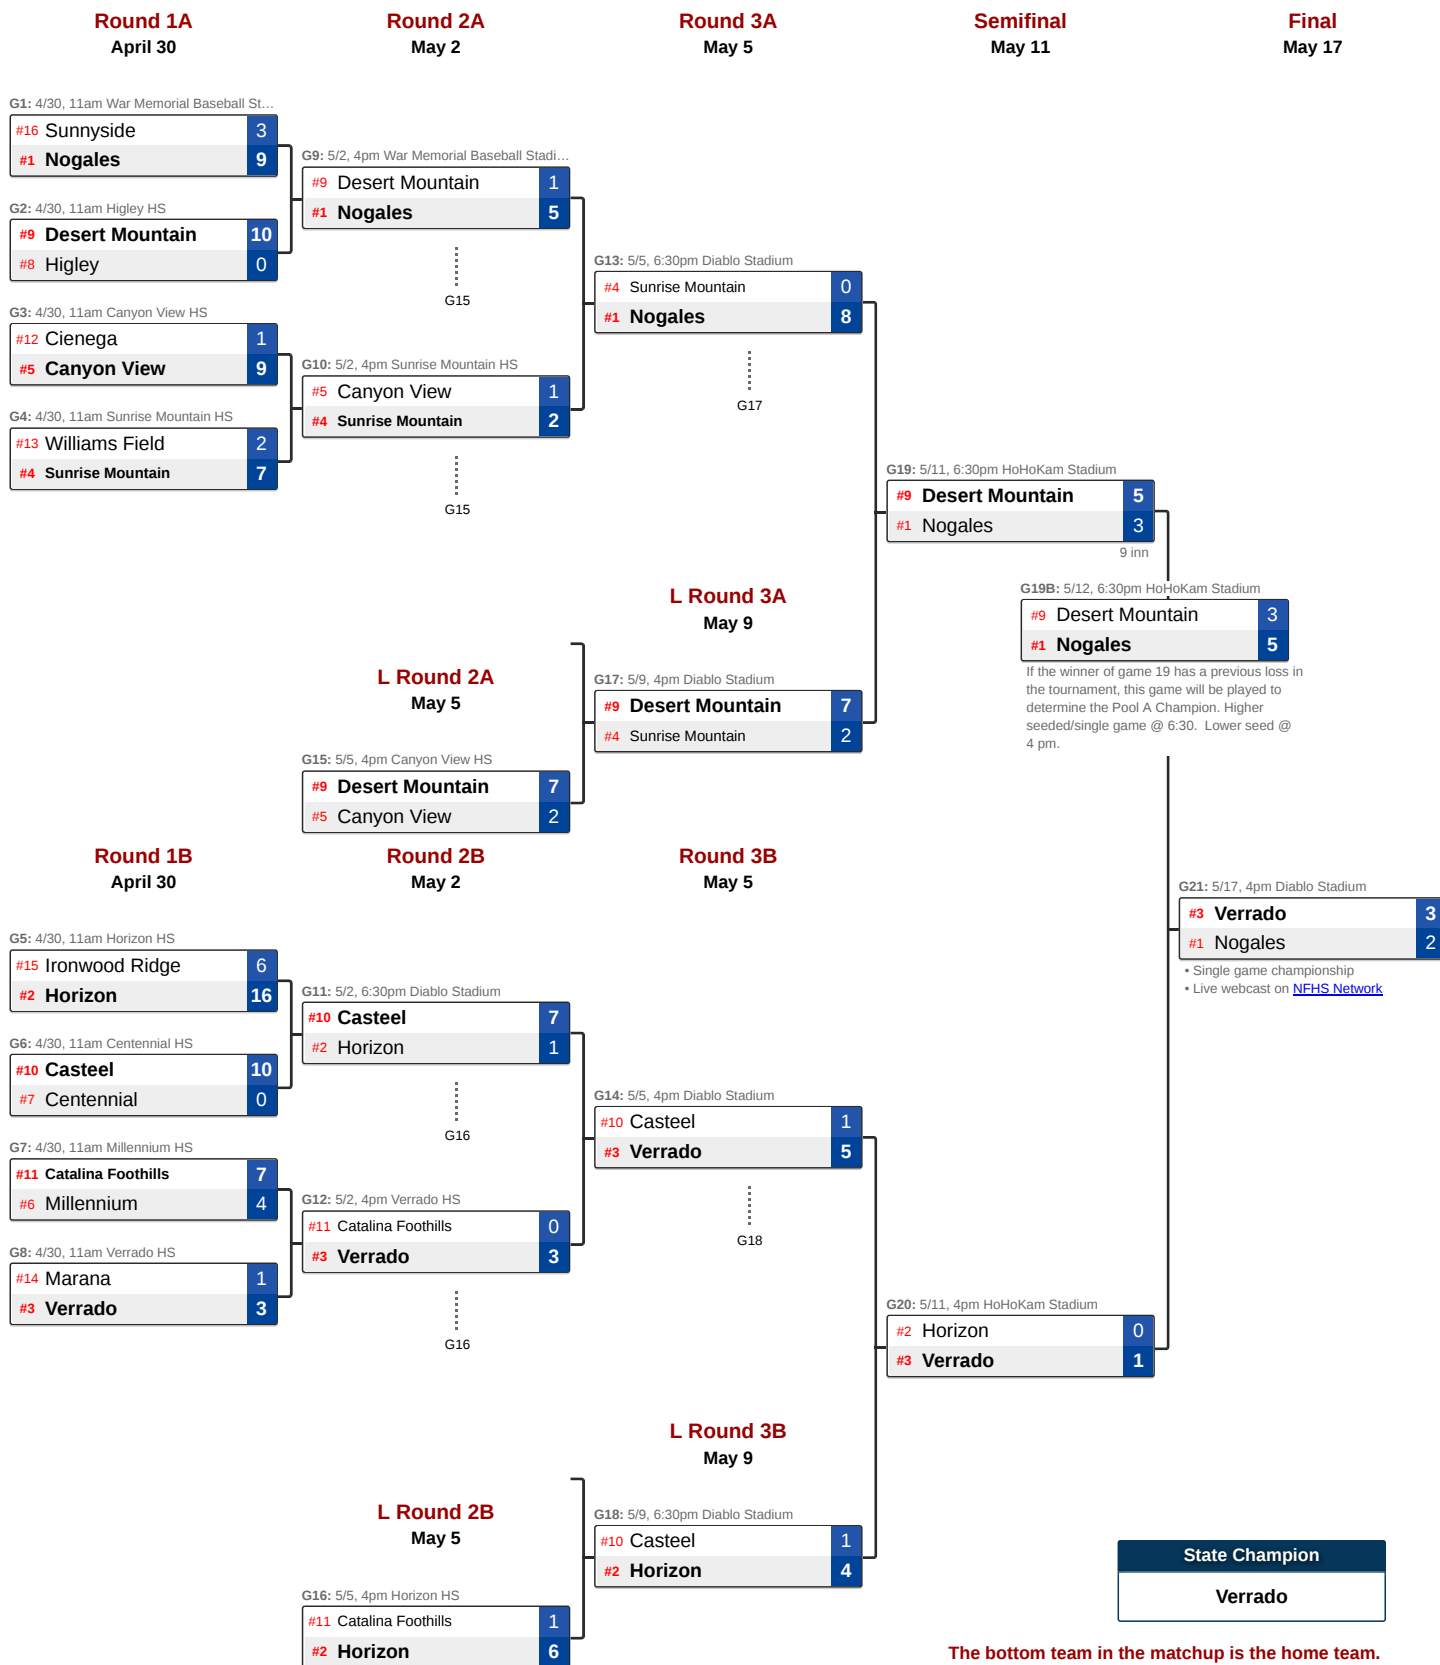 Round 1A
April 30
Round 2A
May 2
Round 3A
May 5
Semifinal
May 11
Final
May 17
G1: 4/30, 11am War Memorial Baseball St...
#16 Sunnyside 3
#1 Nogales 9
G2: 4/30, 11am Higley HS
#9 Desert Mountain 10
#8 Higley 0
G3: 4/30, 11am Canyon View HS
#12 Cienega 1
#5 Canyon View 9
G4: 4/30, 11am Sunrise Mountain HS
#13 Williams Field 2
#4 Sunrise Mountain 7
G9: 5/2, 4pm War Memorial Baseball Stadi...
#9 Desert Mountain 1
#1 Nogales 5
G15
G10: 5/2, 4pm Sunrise Mountain HS
#5 Canyon View 1
#4 Sunrise Mountain 2
G15
G13: 5/5, 6:30pm Diablo Stadium
#4 Sunrise Mountain 0
#1 Nogales 8
G17
G19: 5/11, 6:30pm HoHoKam Stadium
#9 Desert Mountain 5
#1 Nogales 3
9 inn
G19B: 5/12, 6:30pm HoHoKam Stadium
#9 Desert Mountain 3
#1 Nogales 5
If the winner of game 19 has a previous loss in
the tournament, this game will be played to
determine the Pool A Champion. Higher
seeded/single game @ 6:30. Lower seed @
4 pm.
L Round 3A
May 9
L Round 2A
May 5
G17: 5/9, 4pm Diablo Stadium
#9 Desert Mountain 7
#4 Sunrise Mountain 2
G15: 5/5, 4pm Canyon View HS
#9 Desert Mountain 7
#5 Canyon View 2
Round 1B
April 30
Round 2B
May 2
Round 3B
May 5
G21: 5/17, 4pm Diablo Stadium
#3 Verrado 3
#1 Nogales 2
• Single game championship
• Live webcast on NFHS Network
G5: 4/30, 11am Horizon HS
#15 Ironwood Ridge 6
#2 Horizon 16
G6: 4/30, 11am Centennial HS
#10 Casteel 10
#7 Centennial 0
G7: 4/30, 11am Millennium HS
#11 Catalina Foothills 7
#6 Millennium 4
G8: 4/30, 11am Verrado HS
#14 Marana 1
#3 Verrado 3
G11: 5/2, 6:30pm Diablo Stadium
#10 Casteel 7
#2 Horizon 1
G16
G12: 5/2, 4pm Verrado HS
#11 Catalina Foothills 0
#3 Verrado 3
G16
G14: 5/5, 4pm Diablo Stadium
#10 Casteel 1
#3 Verrado 5
G18
G20: 5/11, 4pm HoHoKam Stadium
#2 Horizon 0
#3 Verrado 1
L Round 3B
May 9
L Round 2B
May 5
G18: 5/9, 6:30pm Diablo Stadium
#10 Casteel 1
#2 Horizon 4
G16: 5/5, 4pm Horizon HS
#11 Catalina Foothills 1
#2 Horizon 6
State Champion
Verrado
The bottom team in the matchup is the home team.